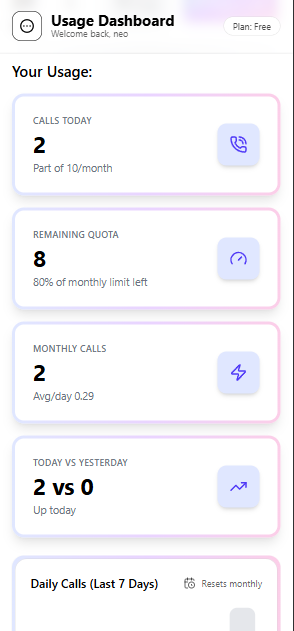 Usage Dashboard
Welcome back, neo
Plan: Free
Your Usage:
CALLS TODAY
2
Part of 10/month
REMAINING QUOTA
8
80% of monthly limit left
MONTHLY CALLS
2
Avg/day 0.29
TODAY VS YESTERDAY
2 vs 0
Up today
Daily Calls (Last 7 Days)
Resets monthly